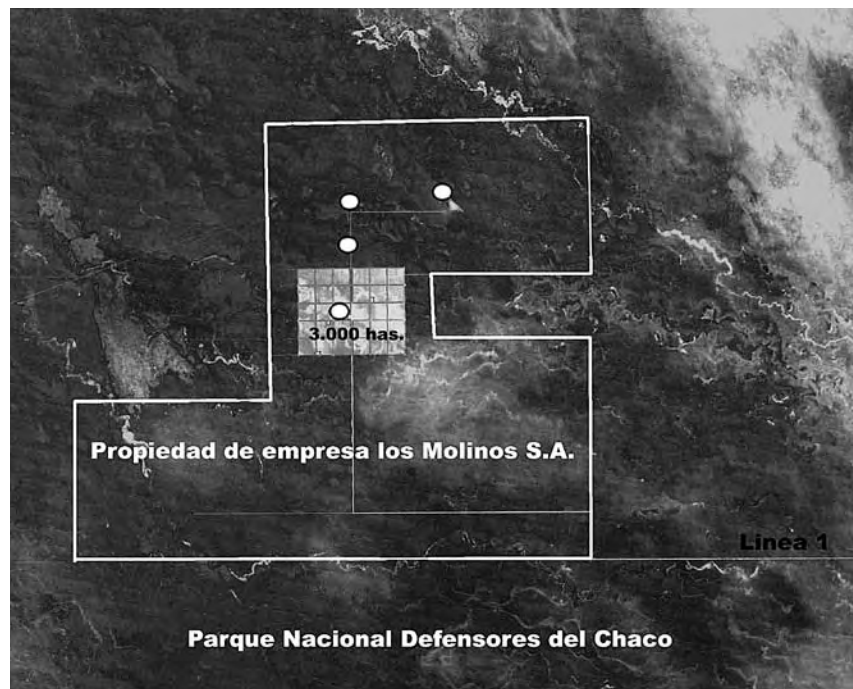 3.000 has.
Propiedad de empresa los Molinos S.A.
Linea 1
Parque Nacional Defensores del Chaco